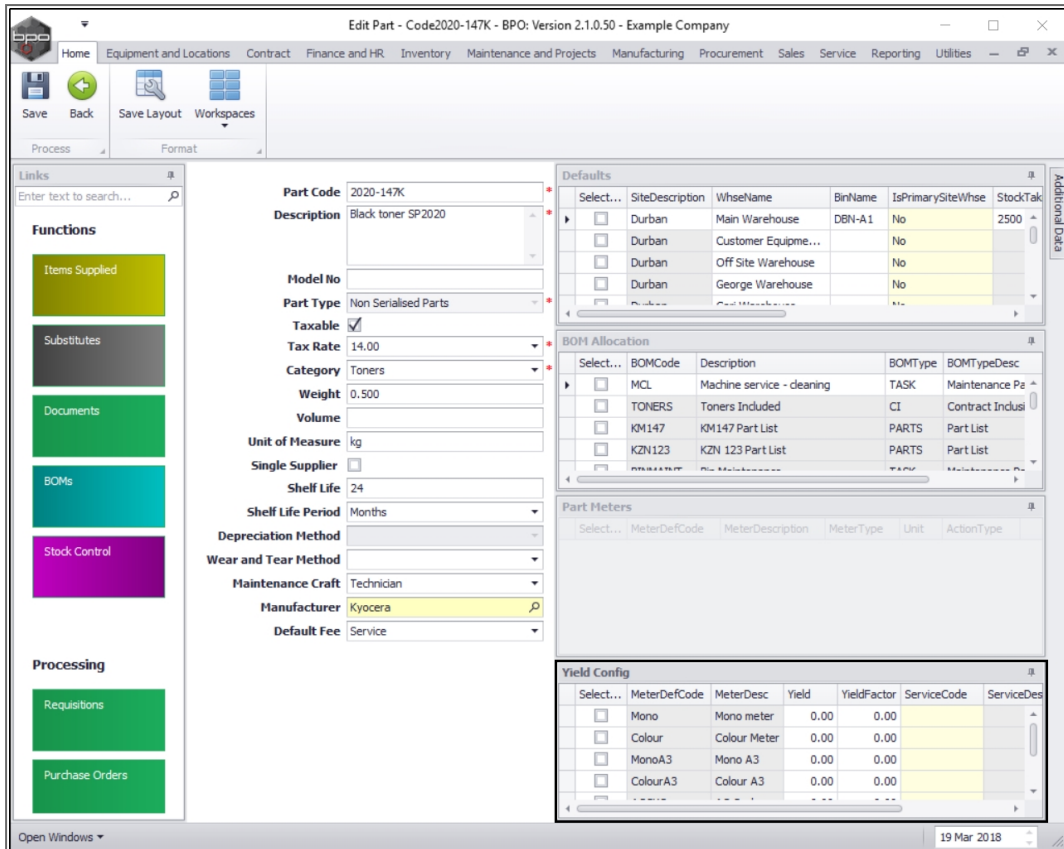 Edit Part - Code2020-147K - BPO: Version 2.1.0.50 - Example Company
bpo
Home Equipment and Locations Contract Finance and HR Inventory Maintenance and Projects Manufacturing Procurement Sales Service Reporting Utilities
Save Back Save Layout Workspaces
Process Format
Links
Enter text to search...
Functions
Items Supplied
Substitutes
Documents
BOMs
Stock Control
Processing
Requisitions
Purchase Orders
Part Code 2020-147K *
Description Black toner SP2020 *
Model No
Part Type Non Serialised Parts *
Taxable
Tax Rate 14.00 *
Category Toners *
Weight 0.500
Volume
Unit of Measure kg
Single Supplier
Shelf Life 24
Shelf Life Period Months
Depreciation Method
Wear and Tear Method
Maintenance Craft Technician
Manufacturer Kyocera
Default Fee Service
Defaults
Select... SiteDescription WhseName BinName IsPrimarySiteWhse StockTak
Durban Main Warehouse DBN-A1 No 2500
Durban Customer Equipme... No
Durban Off Site Warehouse No
Durban George Warehouse No
BOM Allocation
Select... BOMCode Description BOMType BOMTypeDesc
MCL Machine service - cleaning TASK Maintenance Pa
TONERS Toners Included CI Contract Inclusi
KM147 KM147 Part List PARTS Part List
KZN123 KZN 123 Part List PARTS Part List
Part Meters
Select... MeterDefCode MeterDescription MeterType Unit ActionType
Yield Config
Select... MeterDefCode MeterDesc Yield YieldFactor ServiceCode ServiceDes
Mono Mono meter 0.00 0.00
Colour Colour Meter 0.00 0.00
MonoA3 Mono A3 0.00 0.00
ColourA3 Colour A3 0.00 0.00
Additional Data
Open Windows
19 Mar 2018